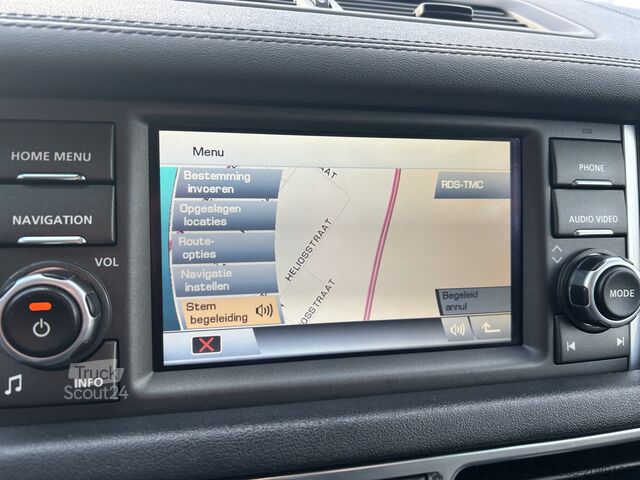 Menu
HOME MENU
NAVIGATION
VOL
INFO
Bestemming
invoeren
Opgeslagen
locaties
Route-
opties
Navigatie
instellen
Stem
begeleiding
HELIOSSTRAAT
RDS-TMC
Begeleid
annul
PHONE
AUDIO VIDEO
MODE
Truck
Scout24